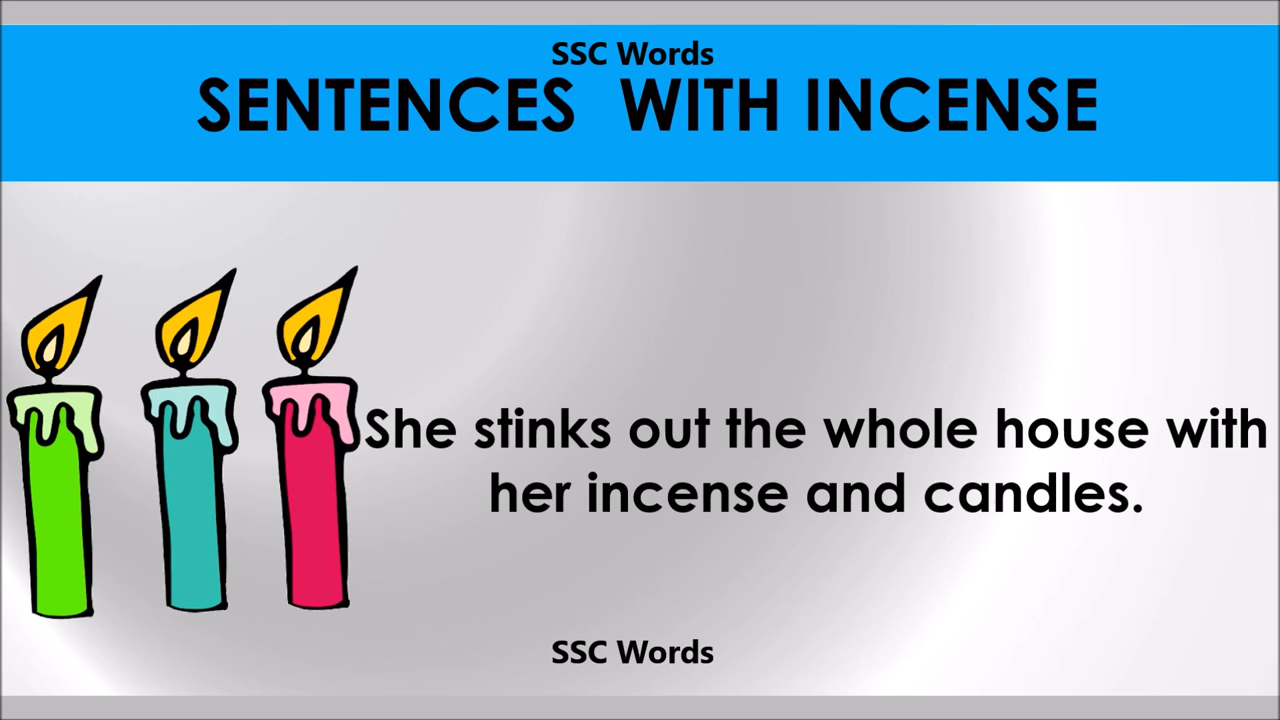 SSC Words
SENTENCES WITH INCENSE
She stinks out the whole house with
her incense and candles.
SSC Words